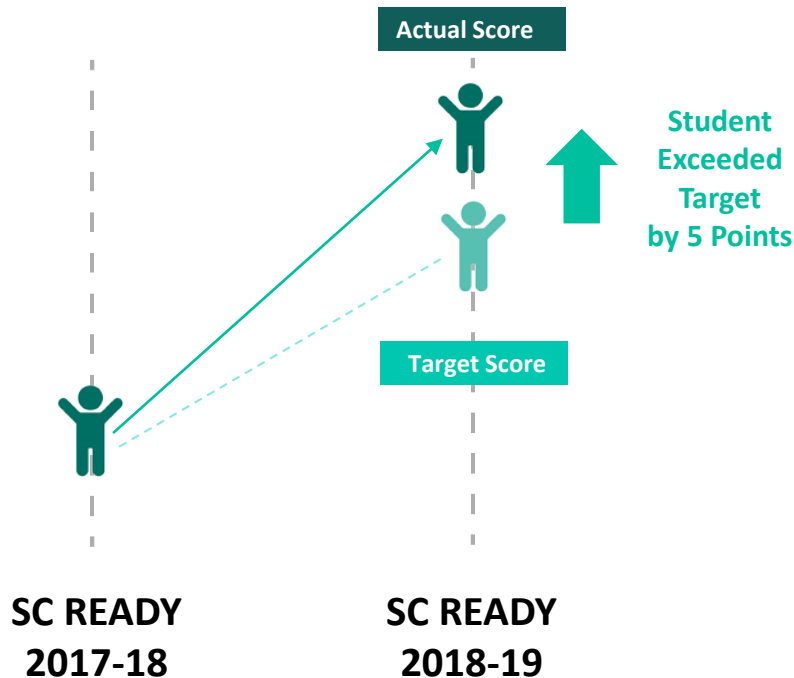 Actual Score
Student
Exceeded
Target
by 5 Points
Target Score
SC READY
2017-18
SC READY
2018-19